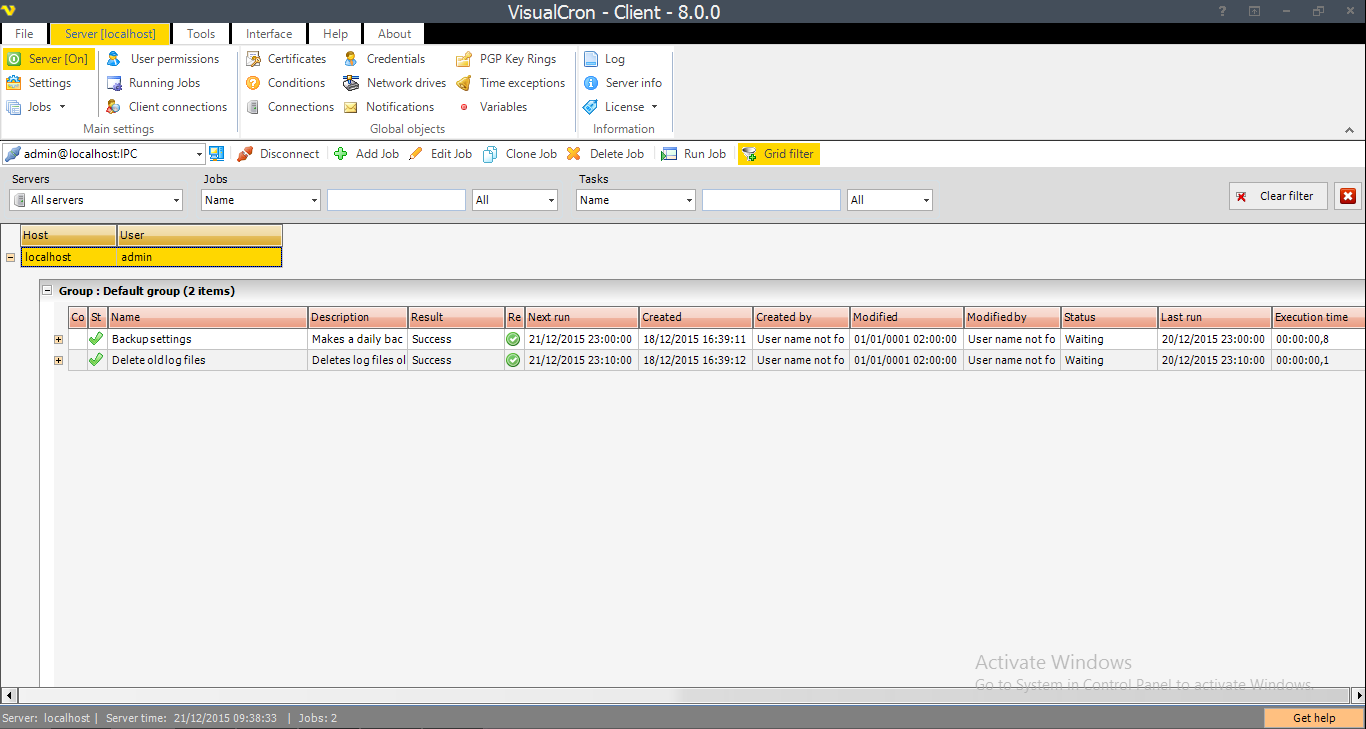 VisualCron - Client - 8.0.0
File Server [localhost] Tools Interface Help About
Server [On] User permissions Certificates Credentials PGP Key Rings Log
Settings Running Jobs Conditions Network drives Time exceptions Server info
Jobs Client connections Connections Notifications Variables License
Main settings Global objects Information
admin@localhost:IPC Disconnect Add Job Edit Job Clone Job Delete Job Run Job Grid filter
Servers Jobs Tasks
All servers Name All Name All Clear filter
Host User
localhost admin
Group : Default group (2 items)
Co St Name Description Result Re Next run Created Created by Modified Modified by Status Last run Execution time
Backup settings Makes a daily bac Success 21/12/2015 23:00:00 18/12/2015 16:39:11 User name not fo 01/01/0001 02:00:00 User name not fo Waiting 20/12/2015 23:00:00 00:00:00,8
Delete old log files Deletes log files ol Success 21/12/2015 23:10:00 18/12/2015 16:39:12 User name not fo 01/01/0001 02:00:00 User name not fo Waiting 20/12/2015 23:10:00 00:00:00,1
Activate Windows
Go to System in Control Panel to activate Windows.
Server: localhost | Server time: 21/12/2015 09:38:33 | Jobs: 2 Get help